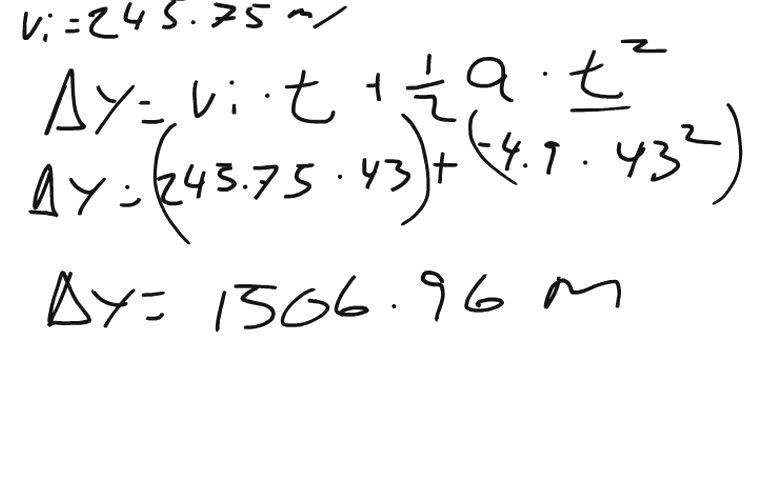 vi=245.75 m/
Δy= vi · t + 1/2 a · t²
Δy=(245.75 · 43)+(-4.9 · 43²)
Δy= 1506.96 m